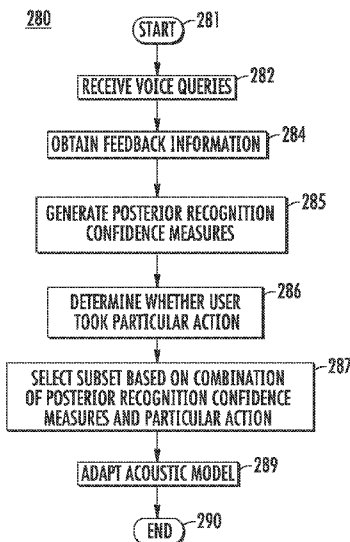 280
START 281
RECEIVE VOICE QUERIES 282
OBTAIN FEEDBACK INFORMATION 284
GENERATE POSTERIOR RECOGNITION 285
CONFIDENCE MEASURES
DETERMINE WHETHER USER 286
TOOK PARTICULAR ACTION
SELECT SUBSET BASED ON COMBINATION 287
OF POSTERIOR RECOGNITION CONFIDENCE
MEASURES AND PARTICULAR ACTION
ADAPT ACOUSTIC MODEL 289
END 290